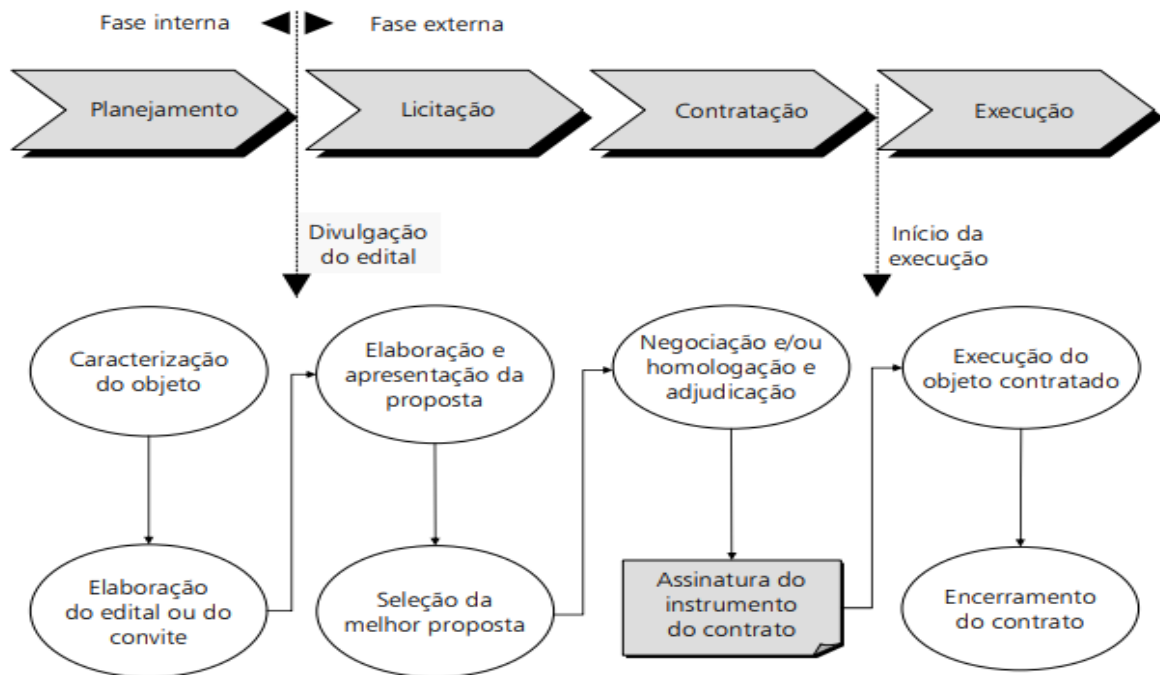 Fase interna
Fase externa
Planejamento
Licitação
Contratação
Execução
Divulgação
do edital
Início da
execução
Caracterização
do objeto
Elaboração e
apresentação da
proposta
Negociação e/ou
homologação e
adjudicação
Execução do
objeto contratado
Elaboração
do edital ou do
convite
Seleção da
melhor proposta
Assinatura do
instrumento
do contrato
Encerramento
do contrato